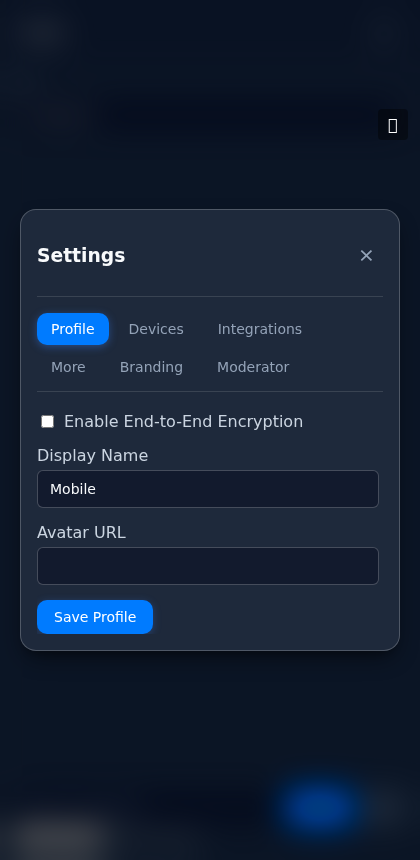 Settings
Profile Devices Integrations
More Branding Moderator
Enable End-to-End Encryption
Display Name
Mobile
Avatar URL
Save Profile